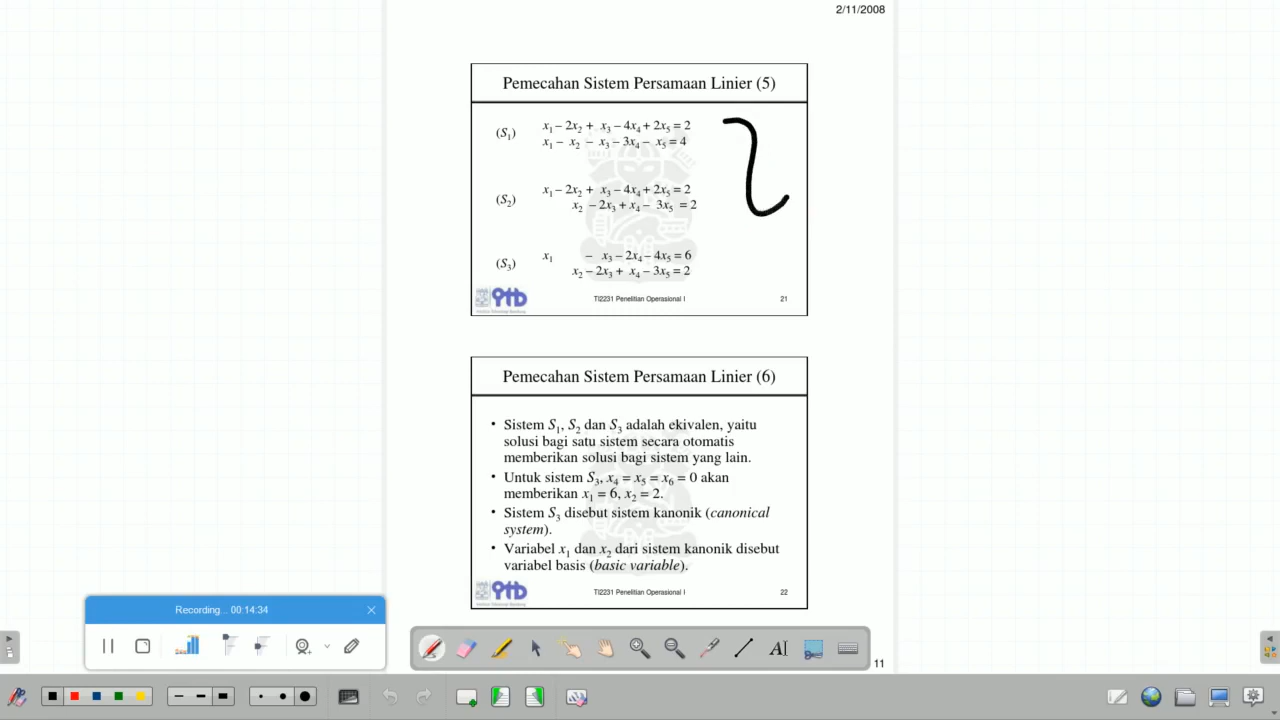 2/11/2008
Pemecahan Sistem Persamaan Linier (5)
(S1) x1 – 2x2 + x3 – 4x4 + 2x5 = 2
x1 – x2 – x3 – 3x4 – x5 = 4
(S2) x1 – 2x2 + x3 – 4x4 + 2x5 = 2
x2 – 2x3 + x4 – 3x5 = 2
(S3) x1 – x3 – 2x4 – 4x5 = 6
x2 – 2x3 + x4 – 3x5 = 2
TI2231 Penelitian Operasional I 21
Pemecahan Sistem Persamaan Linier (6)
• Sistem S1, S2 dan S3 adalah ekivalen, yaitu
solusi bagi satu sistem secara otomatis
memberikan solusi bagi sistem yang lain.
• Untuk sistem S3, x4 = x5 = x6 = 0 akan
memberikan x1 = 6, x2 = 2.
• Sistem S3 disebut sistem kanonik (canonical
system).
• Variabel x1 dan x2 dari sistem kanonik disebut
variabel basis (basic variable).
TI2231 Penelitian Operasional I 22
Recording... 00:14:34
11